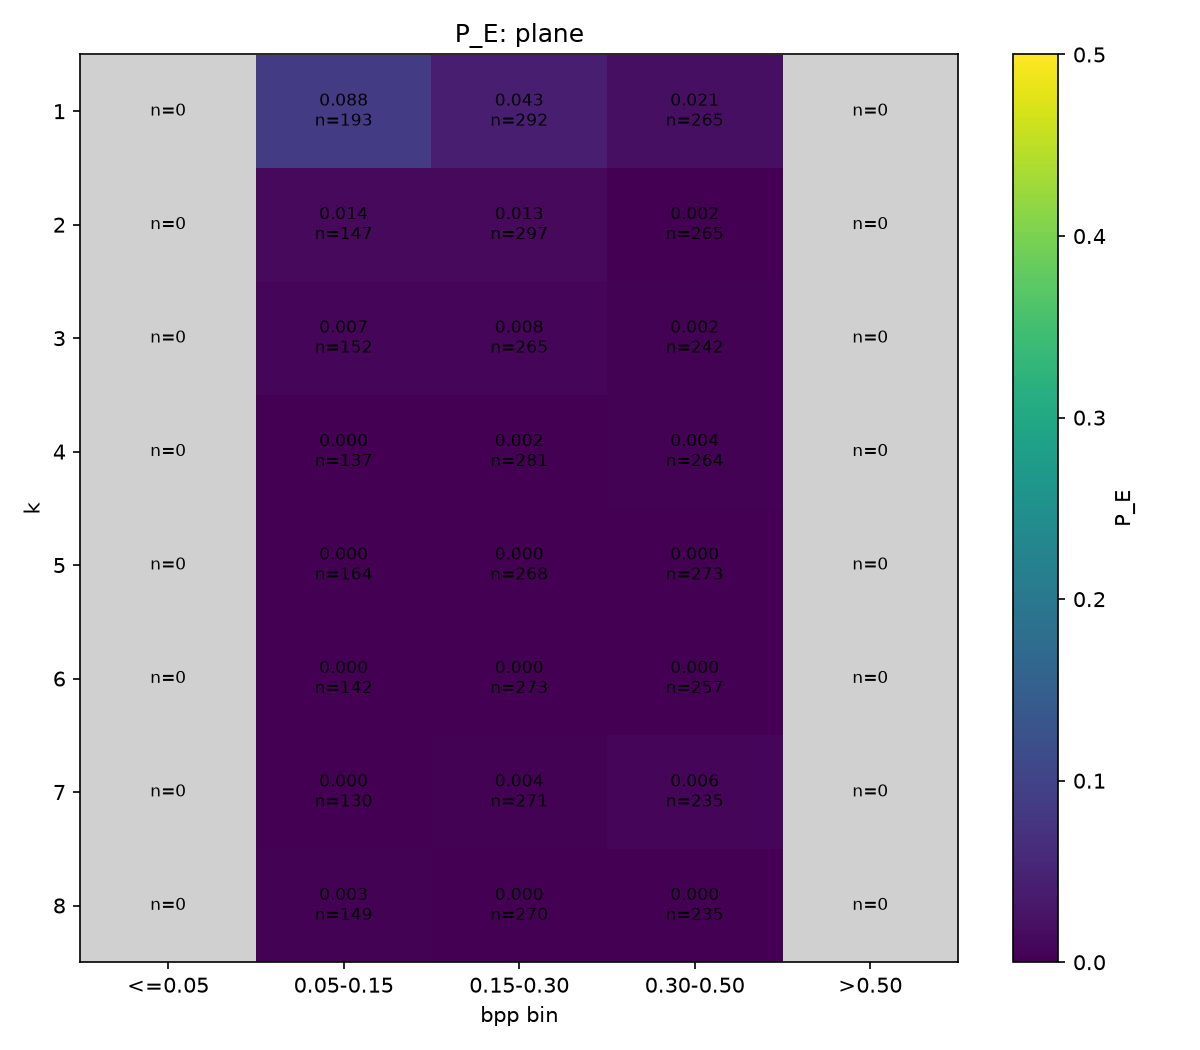 P_E: plane
k
1
n=0
0.088
n=193
0.043
n=292
0.021
n=265
n=0
2
n=0
0.014
n=147
0.013
n=297
0.002
n=265
n=0
3
n=0
0.007
n=152
0.008
n=265
0.002
n=242
n=0
4
n=0
0.000
n=137
0.002
n=281
0.004
n=264
n=0
5
n=0
0.000
n=164
0.000
n=268
0.000
n=273
n=0
6
n=0
0.000
n=142
0.000
n=273
0.000
n=257
n=0
7
n=0
0.000
n=130
0.004
n=271
0.006
n=235
n=0
8
n=0
0.003
n=149
0.000
n=270
0.000
n=235
n=0
<=0.05
0.05-0.15
0.15-0.30
0.30-0.50
>0.50
bpp bin
0.5
0.4
0.3
0.2
0.1
0.0
P_E